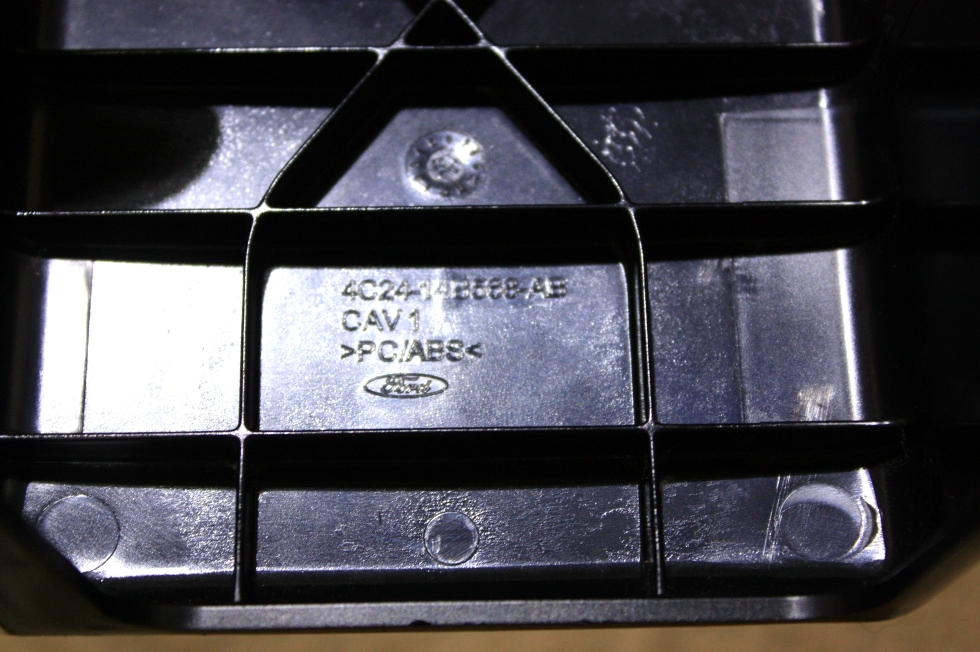 4C24-14B568-AB
CAV 1
>PC/ABS<
Ford